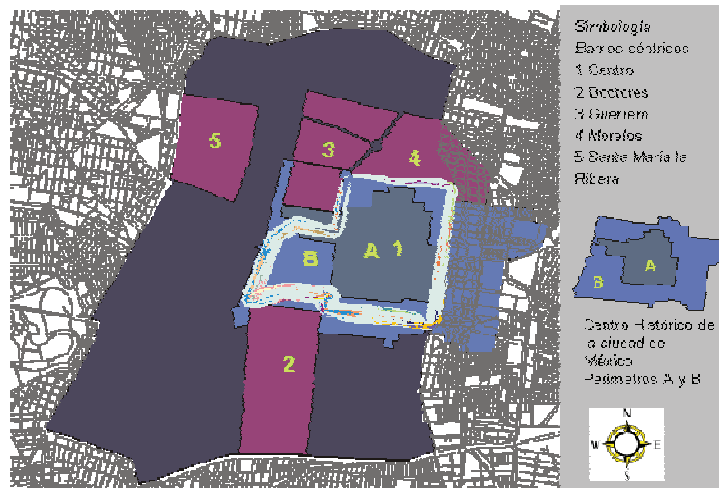 Simbología
Barrios céntricos
1 Centro
2 Doctores
3 Guerrero
4 Morelos
5 Santa María la
Ribera
5
3
4
A 1
B
2
A
B
Centro Histórico de
la ciudad de
México
Perímetros A y B
N
W E
S